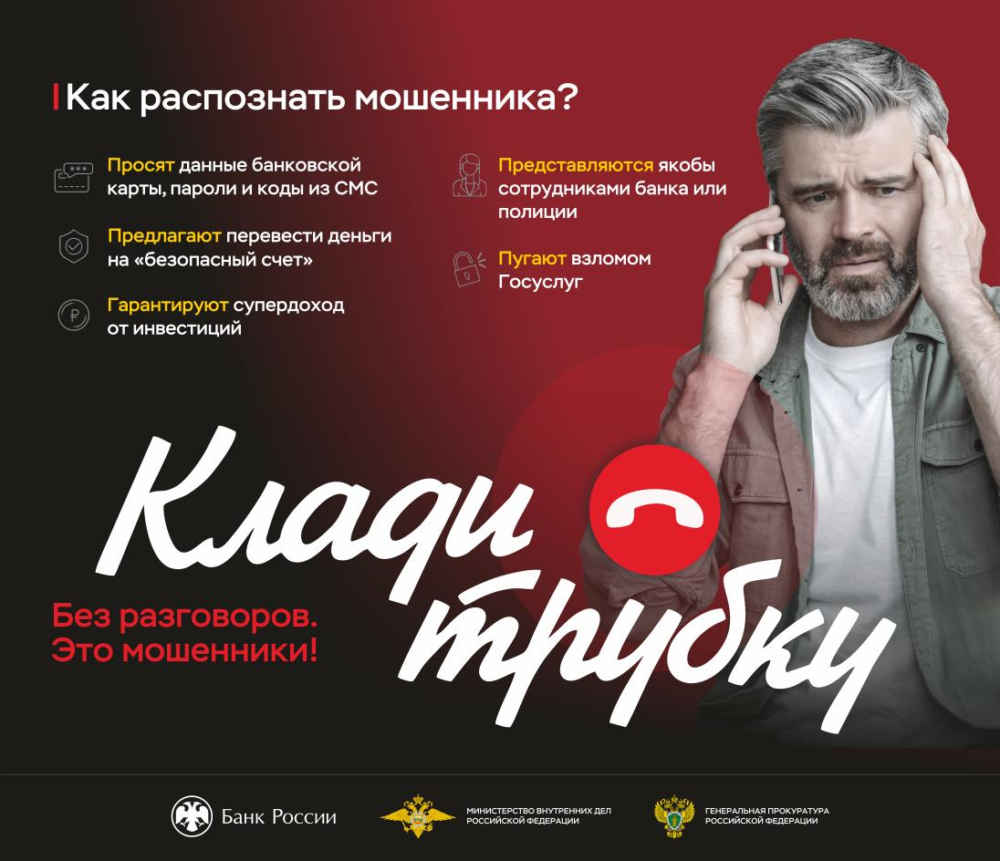 Как распознать мошенника?
Просят данные банковской
карты, пароли и коды из СМС
Предлагают перевести деньги
на «безопасный счет»
Гарантируют супердоход
от инвестиций
Представляются якобы
сотрудниками банка или
полиции
Пугают взломом
Госуслуг
Клади
трубку
Без разговоров.
Это мошенники!
Банк России
МИНИСТЕРСТВО ВНУТРЕННИХ ДЕЛ
РОССИЙСКОЙ ФЕДЕРАЦИИ
ГЕНЕРАЛЬНАЯ ПРОКУРАТУРА
РОССИЙСКОЙ ФЕДЕРАЦИИ